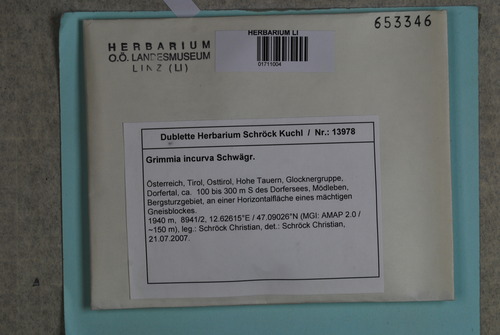 HERBARIUM
O.Ö. LANDESMUSEUM
LINZ (LI)
HERBARIUM LI
01711004
653346
Dublette Herbarium Schröck Kuchl / Nr.: 13978
Grimmia incurva Schwägr.
Österreich, Tirol, Osttirol, Hohe Tauern, Glocknergruppe,
Dorfertal, ca. 100 bis 300 m S des Dorfersees, Mödleben,
Bergsturzgebiet, an einer Horizontalfläche eines mächtigen
Gneisblockes.
1940 m, 8941/2, 12.62615°E / 47.09026°N (MGI: AMAP 2.0 /
~150 m), leg.: Schröck Christian, det.: Schröck Christian,
21.07.2007.